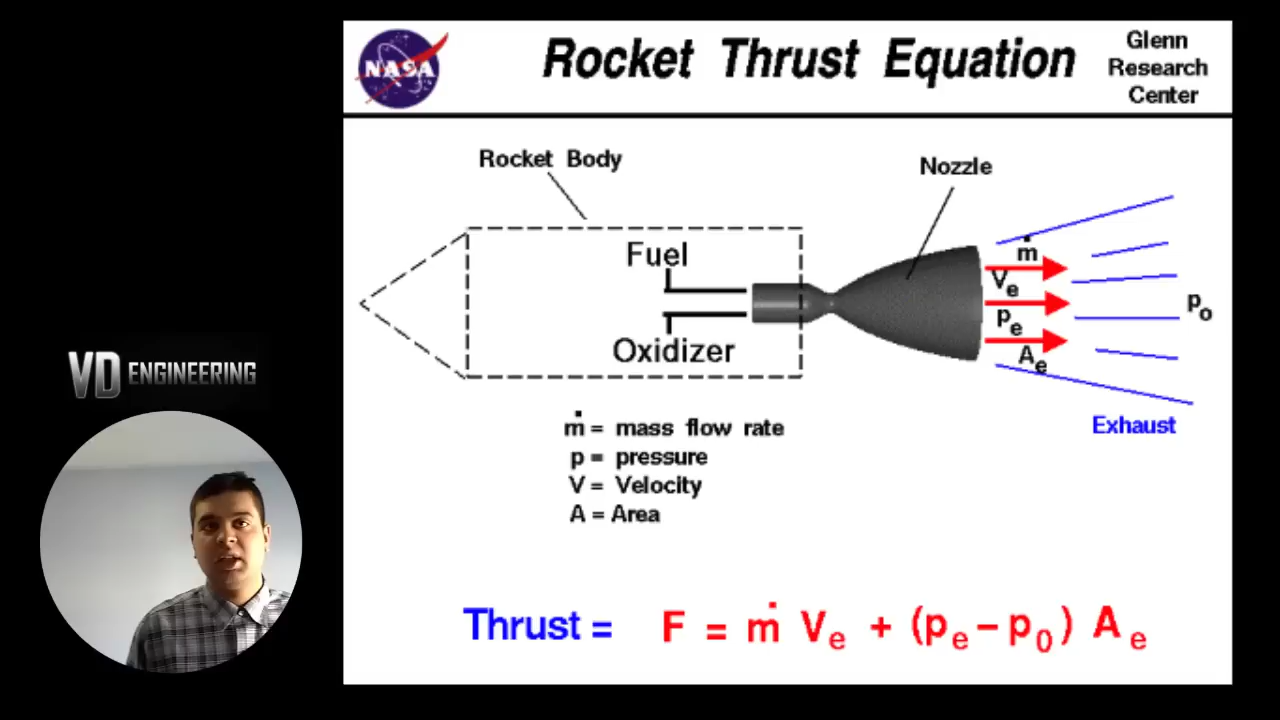 NASA
Rocket Thrust Equation
Glenn
Research
Center
Rocket Body
Nozzle
Fuel
Oxidizer
ṁ
Vₑ
pₑ
Aₑ
p₀
Exhaust
ṁ = mass flow rate
p = pressure
V = Velocity
A = Area
Thrust = F = ṁ Vₑ + (pₑ – p₀) Aₑ
VD ENGINEERING